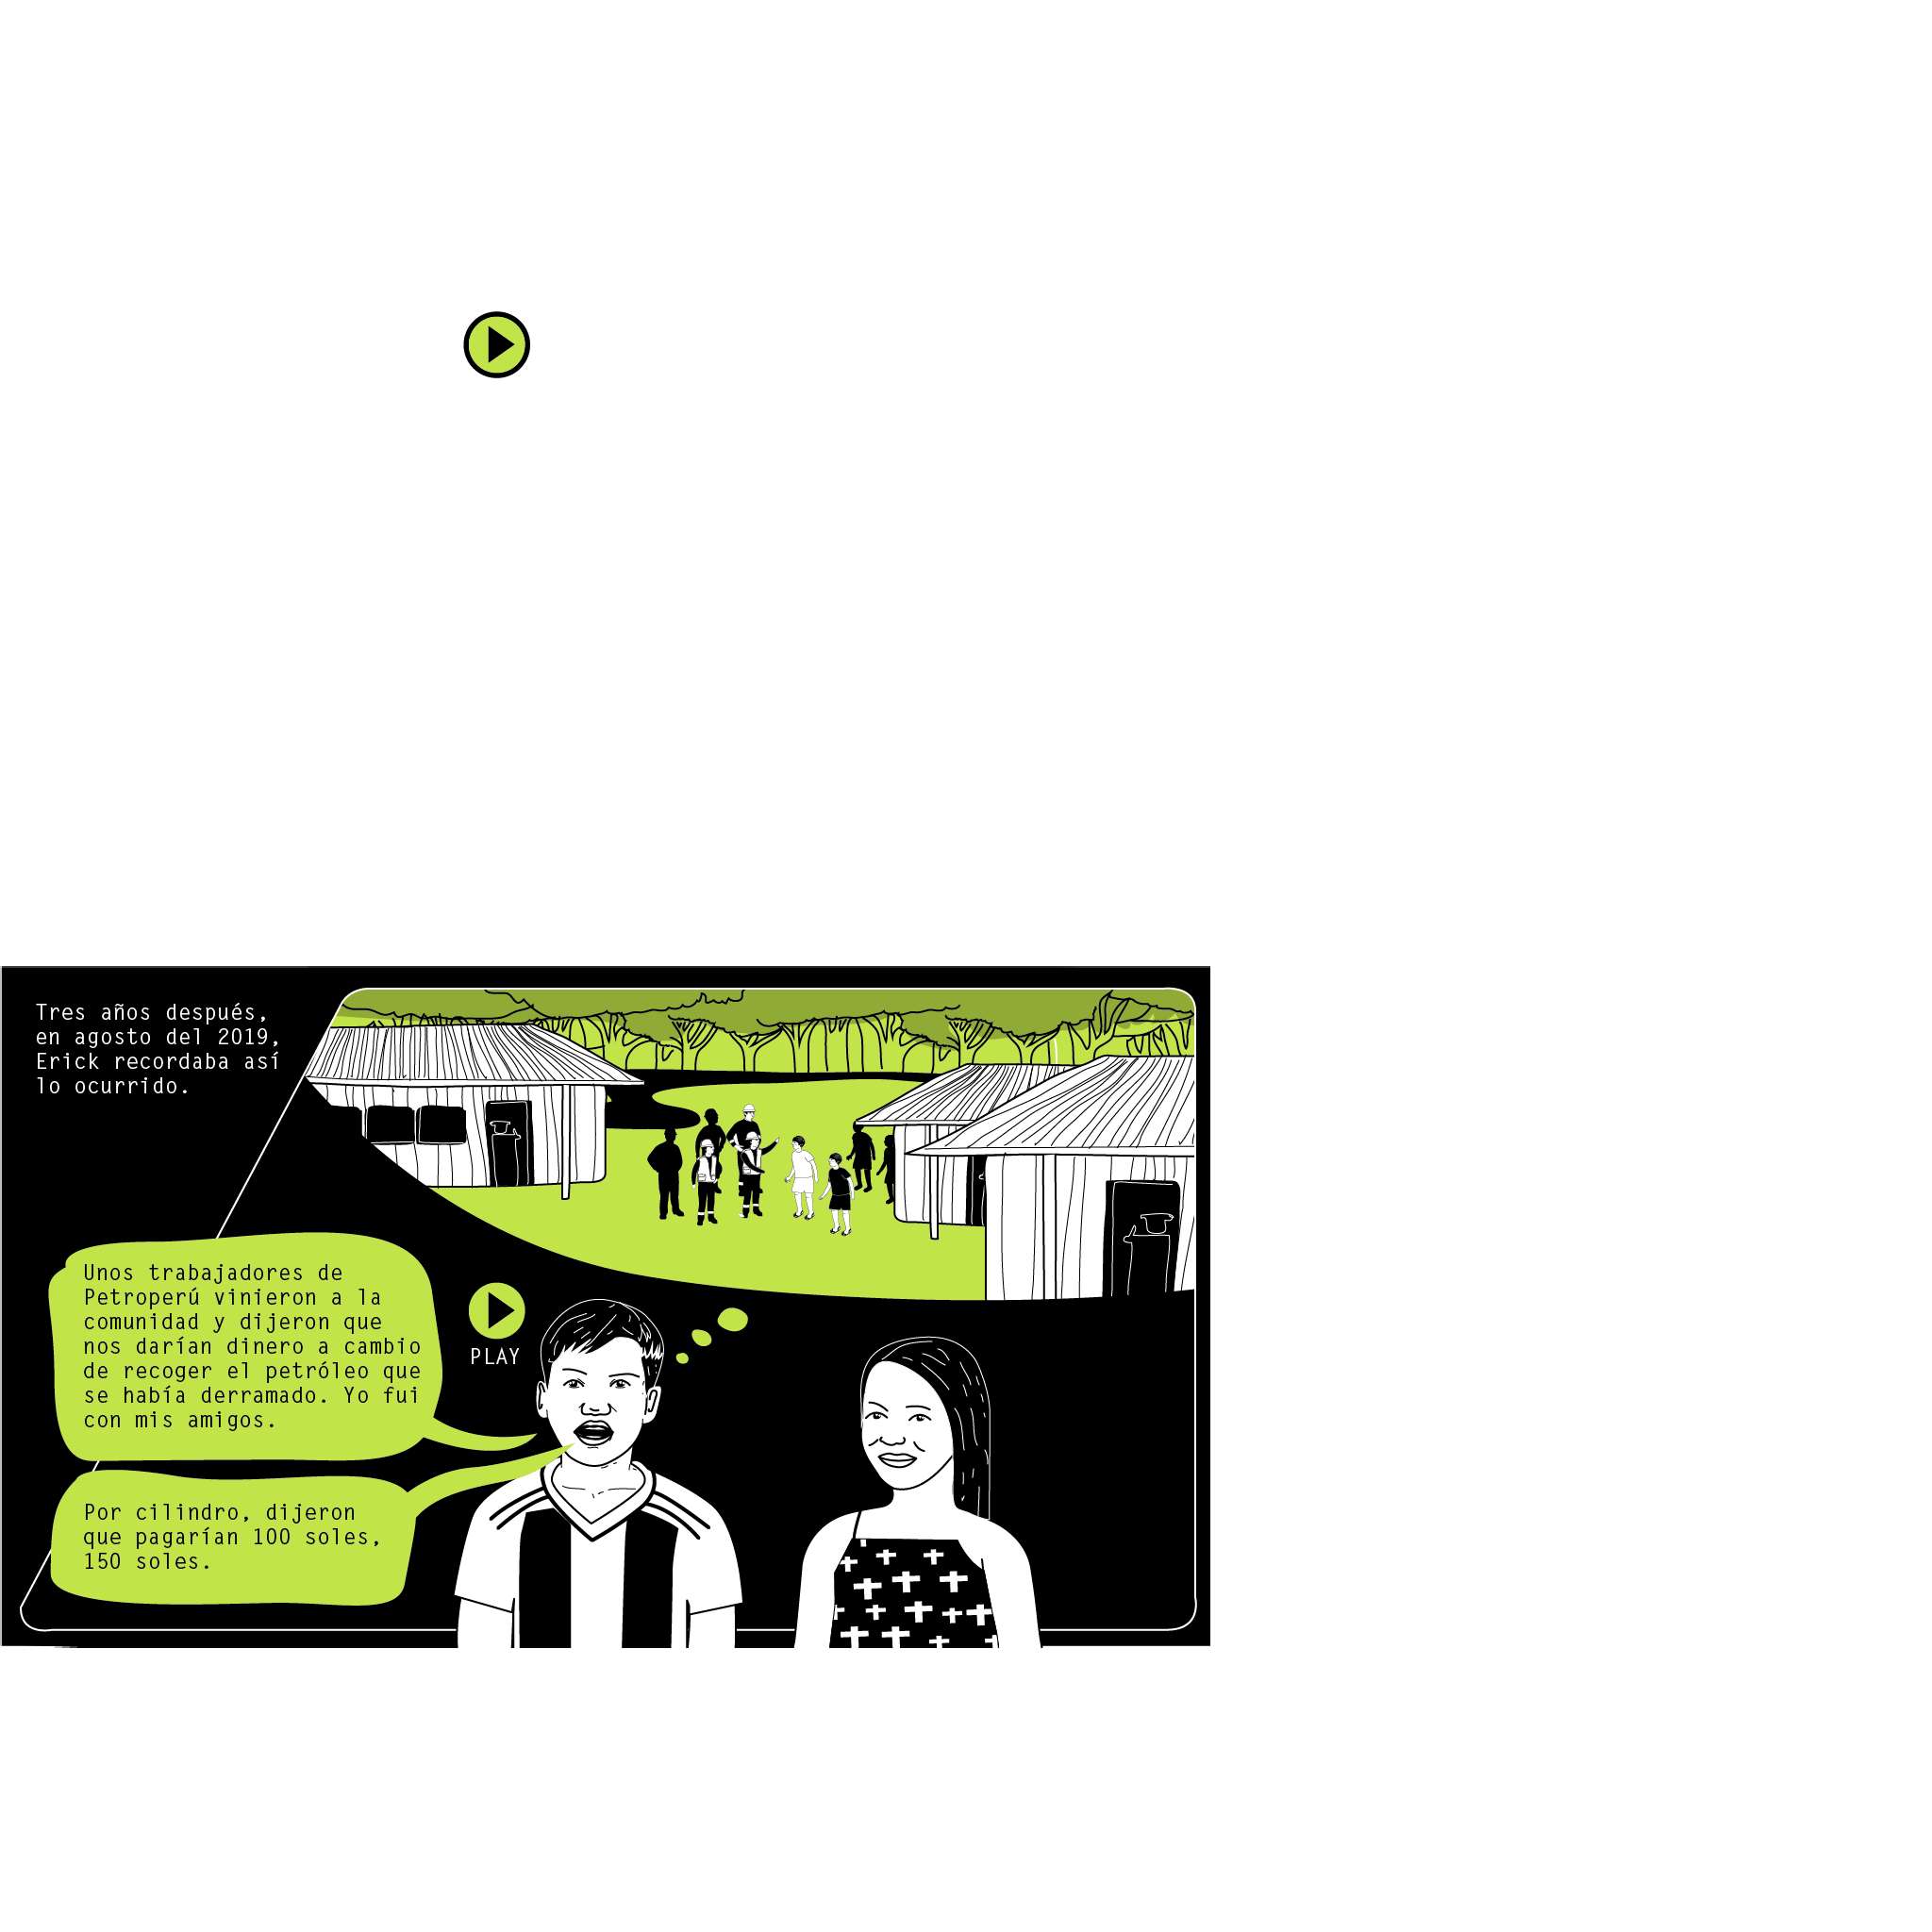 Tres años después,
en agosto del 2019,
Erick recordaba así
lo ocurrido.
Unos trabajadores de
Petroperú vinieron a la
comunidad y dijeron que
nos darían dinero a cambio
de recoger el petróleo que
se había derramado. Yo fui
con mis amigos.
PLAY
Por cilindro, dijeron
que pagarían 100 soles,
150 soles.